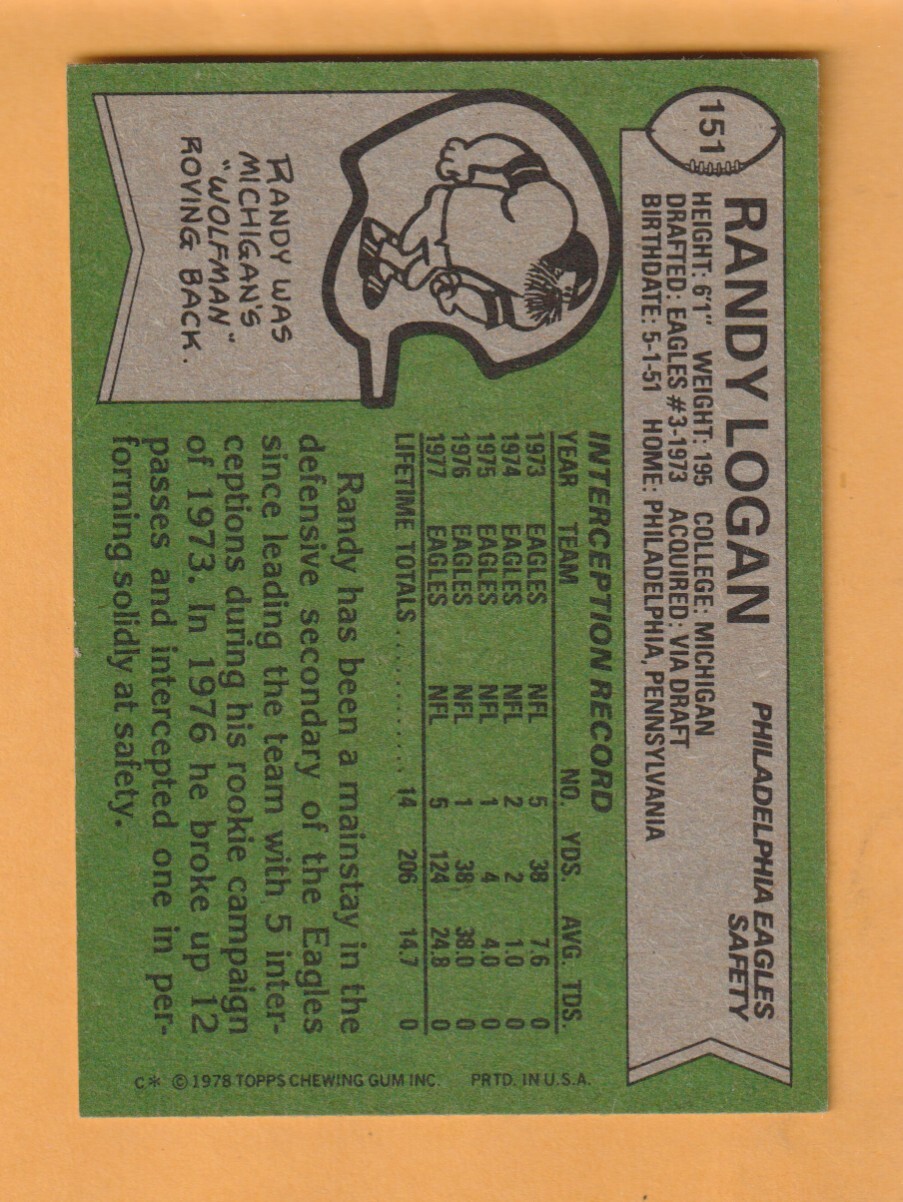 151
RANDY LOGAN
PHILADELPHIA EAGLES
SAFETY
HEIGHT: 6'1" WEIGHT: 195 COLLEGE: MICHIGAN
DRAFTED: EAGLES #3-1973 ACQUIRED: VIA DRAFT
BIRTHDATE: 5-1-51 HOME: PHILADELPHIA, PENNSYLVANIA
RANDY WAS
MICHIGAN'S
"WOLFMAN"
ROVING BACK.
INTERCEPTION RECORD
YEAR TEAM NO. YDS. AVG. TDS.
1973 EAGLES NFL 5 38 7.6 0
1974 EAGLES NFL 2 2 1.0 0
1975 EAGLES NFL 1 4 4.0 0
1976 EAGLES NFL 1 38 38.0 0
1977 EAGLES NFL 5 124 24.8 0
LIFETIME TOTALS .......... 14 206 14.7 0
Randy has been a mainstay in the
defensive secondary of the Eagles
since leading the team with 5 inter-
ceptions during his rookie campaign
of 1973. In 1976 he broke up 12
passes and intercepted one in per-
forming solidly at safety.
C* © 1978 TOPPS CHEWING GUM INC. PRTD. IN U.S.A.